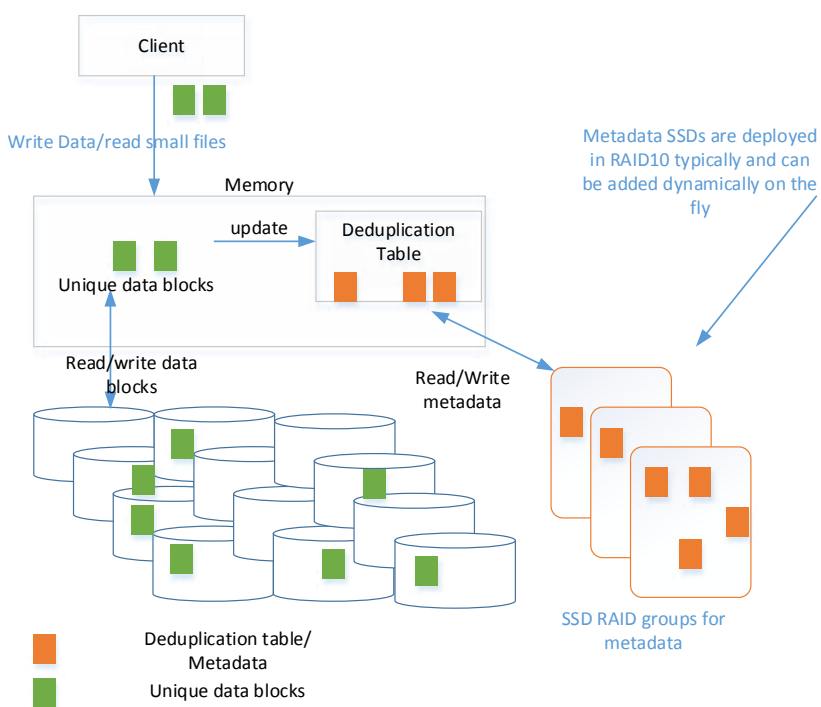 Client
Write Data/read small files
Metadata SSDs are deployed
in RAID10 typically and can
be added dynamically on the
fly
Memory
update
Deduplication
Table
Unique data blocks
Read/write data
blocks
Read/Write
metadata
SSD RAID groups for
metadata
Deduplication table/
Metadata
Unique data blocks